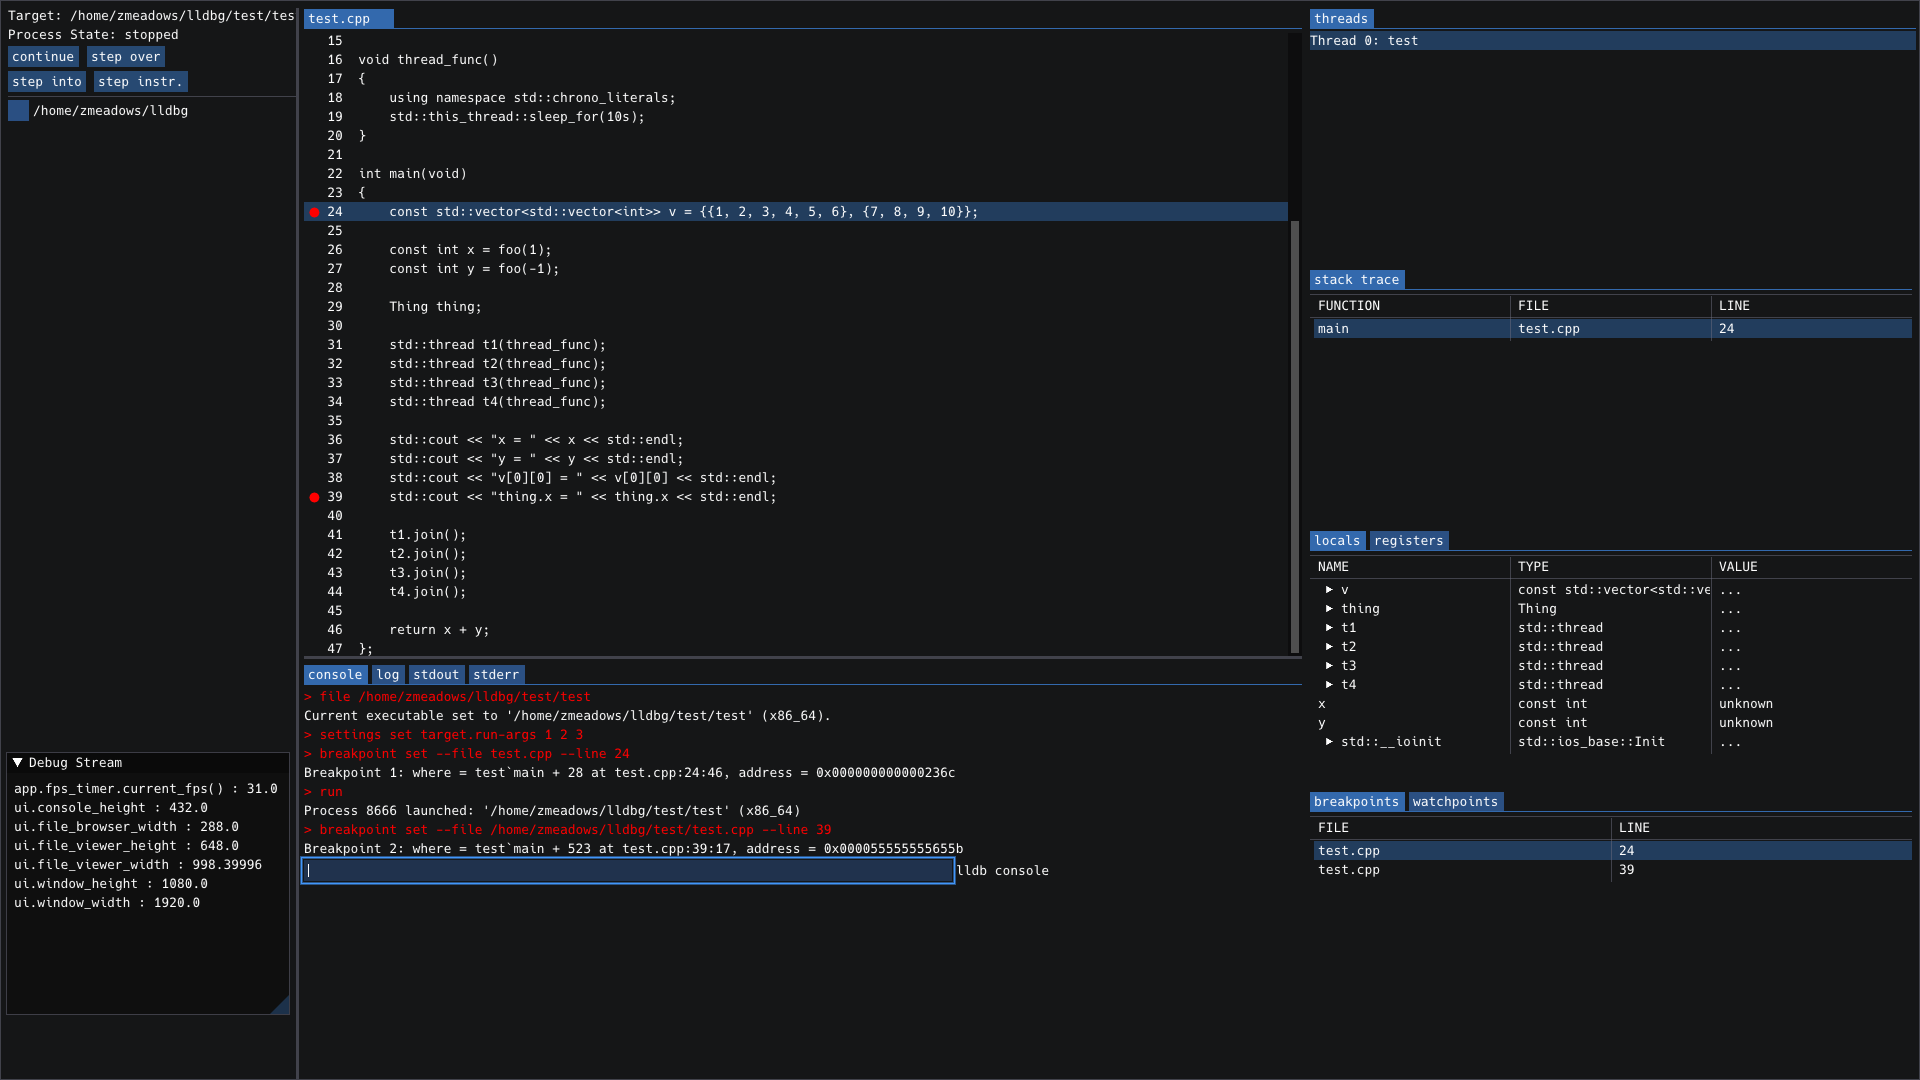 Target: /home/zmeadows/lldbg/test/tes
Process State: stopped
continue step over
step into step instr.
/home/zmeadows/lldbg
Debug Stream
app.fps_timer.current_fps() : 31.0
ui.console_height : 432.0
ui.file_browser_width : 288.0
ui.file_viewer_height : 648.0
ui.file_viewer_width : 998.39996
ui.window_height : 1080.0
ui.window_width : 1920.0
test.cpp
15
16 void thread_func()
17 {
18     using namespace std::chrono_literals;
19     std::this_thread::sleep_for(10s);
20 }
21
22 int main(void)
23 {
24     const std::vector<std::vector<int>> v = {{1, 2, 3, 4, 5, 6}, {7, 8, 9, 10}};
25
26     const int x = foo(1);
27     const int y = foo(-1);
28
29     Thing thing;
30
31     std::thread t1(thread_func);
32     std::thread t2(thread_func);
33     std::thread t3(thread_func);
34     std::thread t4(thread_func);
35
36     std::cout << "x = " << x << std::endl;
37     std::cout << "y = " << y << std::endl;
38     std::cout << "v[0][0] = " << v[0][0] << std::endl;
39     std::cout << "thing.x = " << thing.x << std::endl;
40
41     t1.join();
42     t2.join();
43     t3.join();
44     t4.join();
45
46     return x + y;
47 };
console log stdout stderr
> file /home/zmeadows/lldbg/test/test
Current executable set to '/home/zmeadows/lldbg/test/test' (x86_64).
> settings set target.run-args 1 2 3
> breakpoint set --file test.cpp --line 24
Breakpoint 1: where = test`main + 28 at test.cpp:24:46, address = 0x000000000000236c
> run
Process 8666 launched: '/home/zmeadows/lldbg/test/test' (x86_64)
> breakpoint set --file /home/zmeadows/lldbg/test/test.cpp --line 39
Breakpoint 2: where = test`main + 523 at test.cpp:39:17, address = 0x000055555555655b
lldb console
threads
Thread 0: test
stack trace
FUNCTION FILE LINE
main test.cpp 24
locals registers
NAME TYPE VALUE
v const std::vector<std::ve ...
thing Thing ...
t1 std::thread ...
t2 std::thread ...
t3 std::thread ...
t4 std::thread ...
x const int unknown
y const int unknown
std::__ioinit std::ios_base::Init ...
breakpoints watchpoints
FILE LINE
test.cpp 24
test.cpp 39